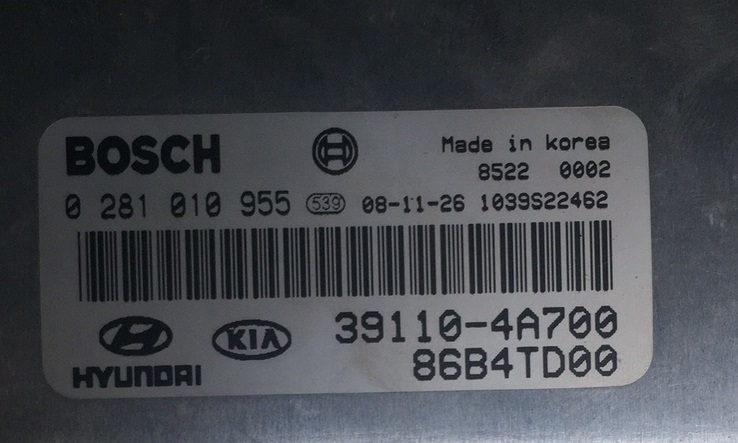 BOSCH
Made in korea
8522 0002
0 281 010 955 539 08-11-26 1039S22462
HYUNDAI KIA 39110-4A700
86B4TD00